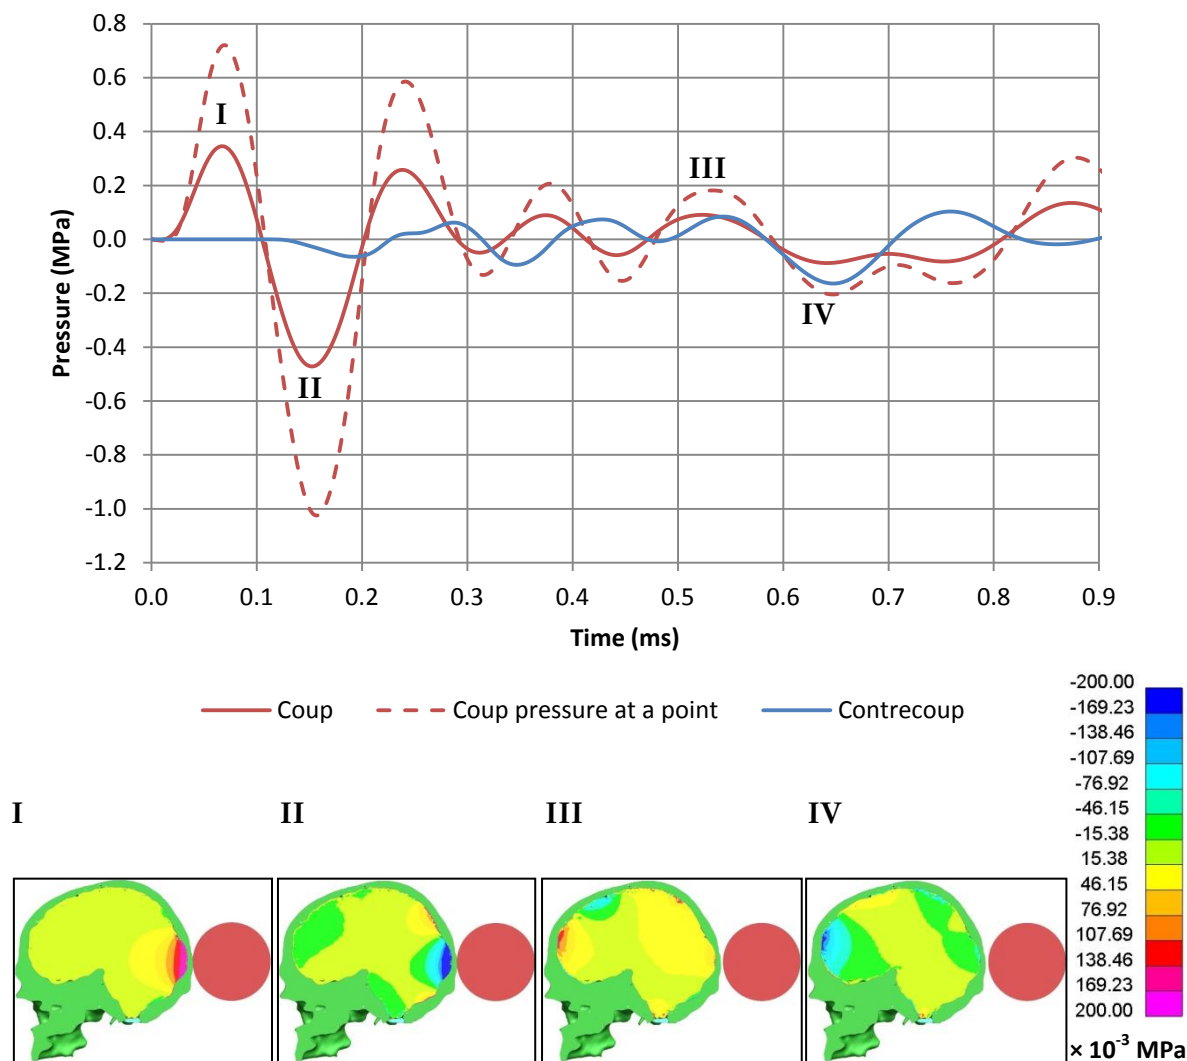 0.8
0.6
0.4
0.2
0.0
-0.2
-0.4
-0.6
-0.8
-1.0
-1.2
Pressure (MPa)
I
II
III
IV
0.0 0.1 0.2 0.3 0.4 0.5 0.6 0.7 0.8 0.9
Time (ms)
Coup Coup pressure at a point Contrecoup
-200.00
-169.23
-138.46
-107.69
-76.92
-46.15
-15.38
15.38
46.15
76.92
107.69
138.46
169.23
200.00
× 10⁻³ MPa
I II III IV